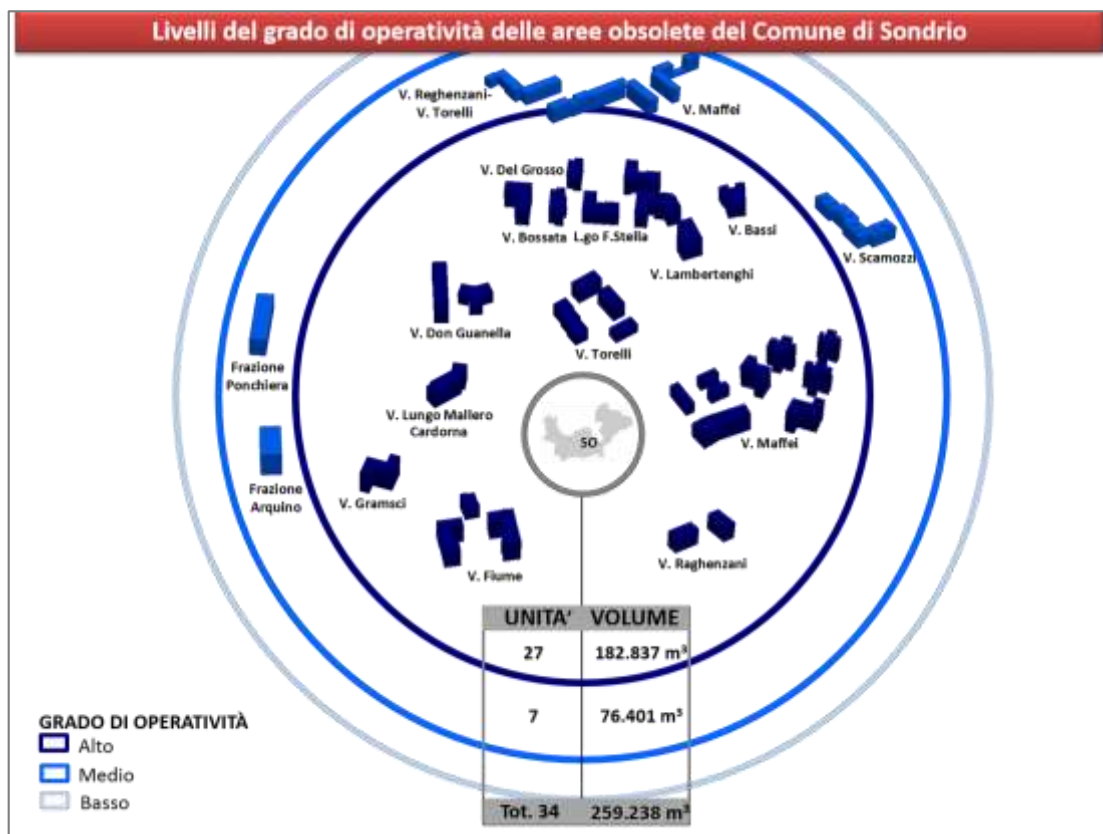 Livelli del grado di operatività delle aree obsolete del Comune di Sondrio
V. Reghenzani-
V. Torelli
V. Maffei
V. Del Grosso
V. Bossata
L.go F.Stella
V. Bassi
V. Lambertenghi
V. Scamozzi
V. Don Guanella
V. Torelli
Frazione
Ponchiera
V. Lungo Mallero
Cardorna
SO
V. Maffei
Frazione
Arquino
V. Gramsci
V. Fiume
V. Raghenzani
UNITA' VOLUME
27 182.837 m³
7 76.401 m³
Tot. 34 259.238 m³
GRADO DI OPERATIVITÀ
Alto
Medio
Basso